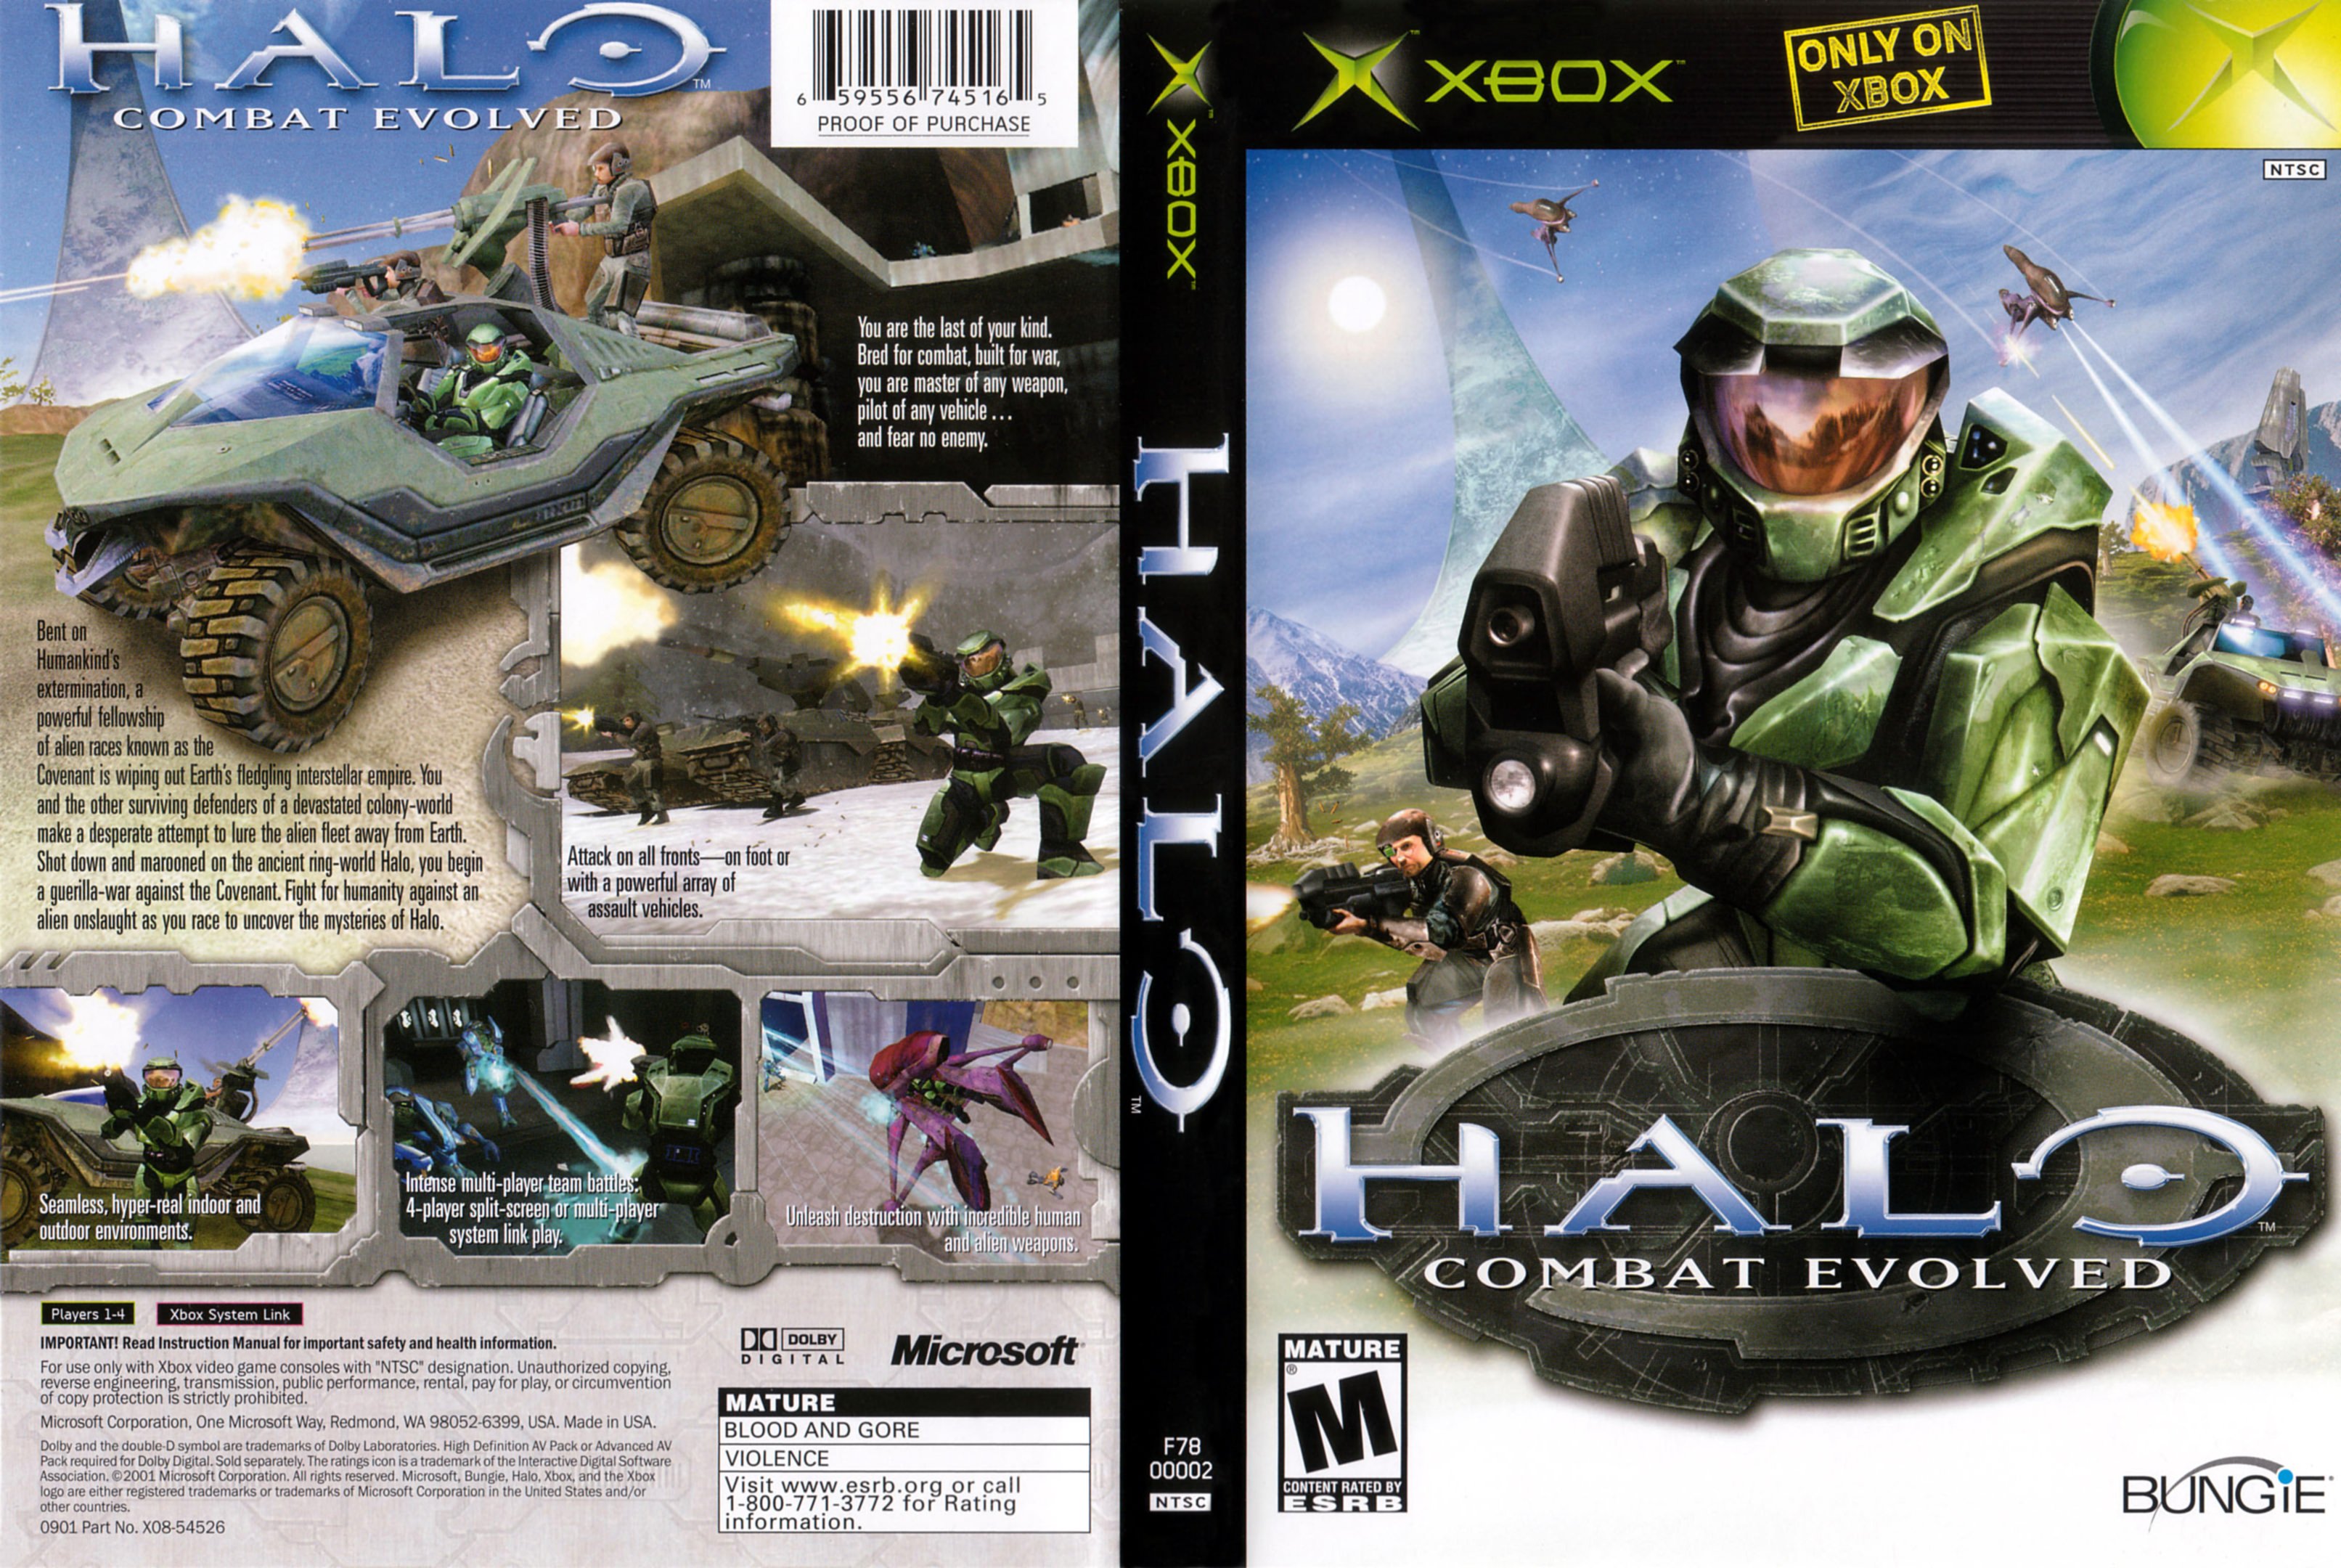 HALO™
COMBAT EVOLVED
6 59556 74516 5
PROOF OF PURCHASE
You are the last of your kind.
Bred for combat, built for war,
you are master of any weapon,
pilot of any vehicle...
and fear no enemy.
Bent on
Humankind's
extermination, a
powerful fellowship
of alien races known as the
Covenant is wiping out Earth's fledgling interstellar empire. You
and the other surviving defenders of a devastated colony-world
make a desperate attempt to lure the alien fleet away from Earth.
Shot down and marooned on the ancient ring-world Halo, you begin
a guerilla-war against the Covenant. Fight for humanity against an
alien onslaught as you race to uncover the mysteries of Halo.
Attack on all fronts—on foot or
with a powerful array of
assault vehicles.
Seamless, hyper-real indoor and
outdoor environments.
Intense multi-player team battles:
4-player split-screen or multi-player
system link play.
Unleash destruction with incredible human
and alien weapons.
Players 1-4
Xbox System Link
IMPORTANT! Read Instruction Manual for important safety and health information.
For use only with Xbox video game consoles with "NTSC" designation. Unauthorized copying,
reverse engineering, transmission, public performance, rental, pay for play, or circumvention
of copy protection is strictly prohibited.
Microsoft Corporation, One Microsoft Way, Redmond, WA 98052-6399, USA. Made in USA.
Dolby and the double-D symbol are trademarks of Dolby Laboratories. High Definition AV Pack or Advanced AV
Pack required for Dolby Digital. Sold separately. The ratings icon is a trademark of the Interactive Digital Software
Association. ©2001 Microsoft Corporation. All rights reserved. Microsoft, Bungie, Halo, Xbox, and the Xbox
logo are either registered trademarks or trademarks of Microsoft Corporation in the United States and/or
other countries.
0901 Part No. X08-54526
DOLBY
DIGITAL
Microsoft®
MATURE
BLOOD AND GORE
VIOLENCE
Visit www.esrb.org or call
1-800-771-3772 for Rating
information.
XBOX™
HALO™
F78
00002
NTSC
XBOX™
ONLY ON
XBOX
NTSC
HALO™
COMBAT EVOLVED
MATURE
M
®
CONTENT RATED BY
ESRB
BUNGiE®